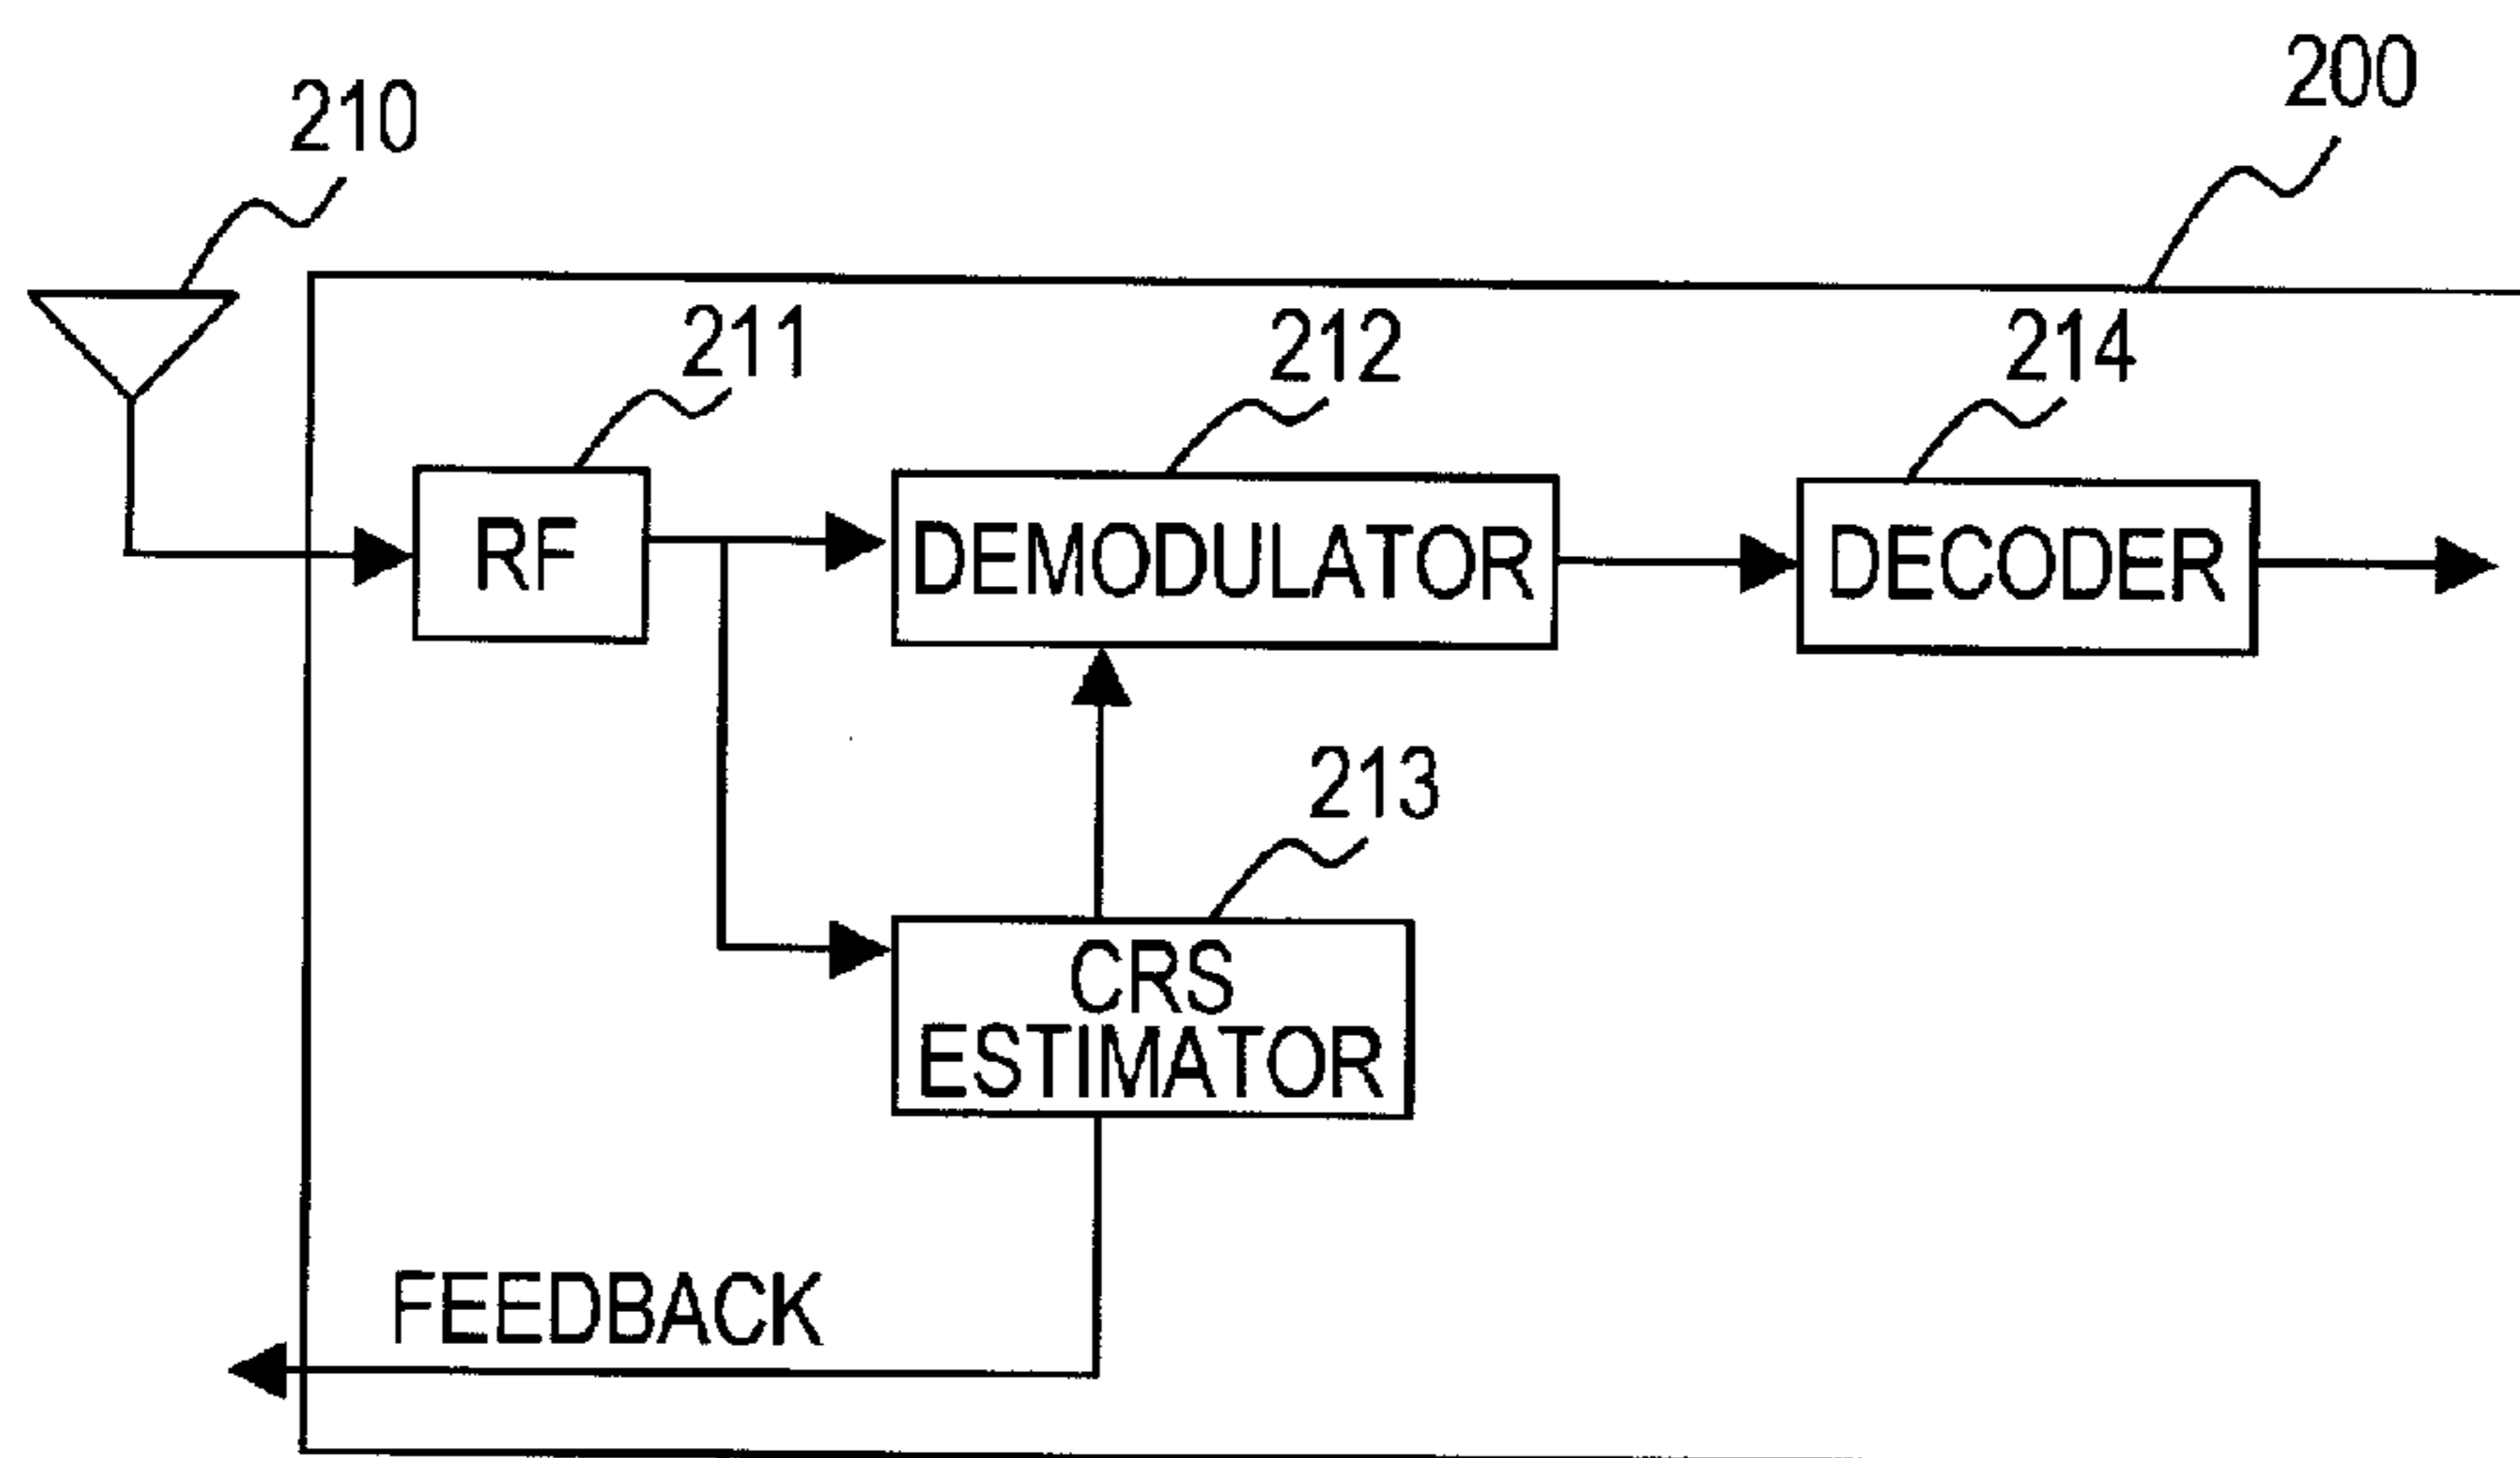 200
210
211
212
214
RF
DEMODULATOR
DECODER
213
CRS
ESTIMATOR
FEEDBACK